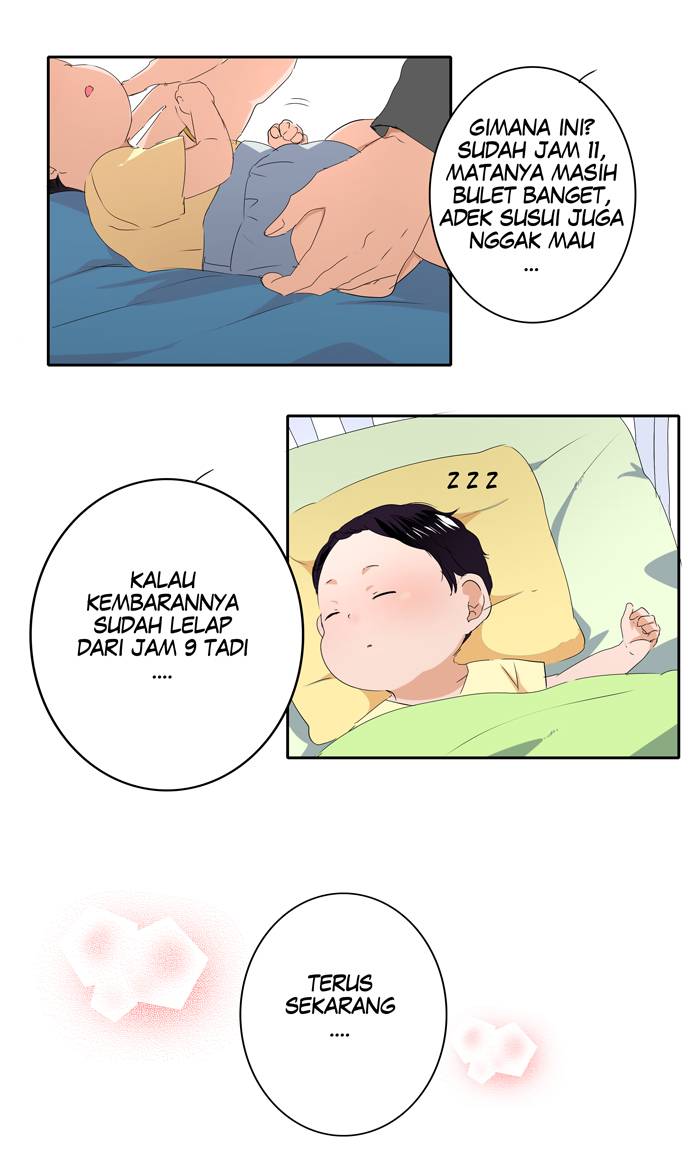 GIMANA INI?
SUDAH JAM 11,
MATANYA MASIH
BULET BANGET,
ADEK SUSUI JUGA
NGGAK MAU
...
ZZZ
KALAU
KEMBARANNYA
SUDAH LELAP
DARI JAM 9 TADI
....
TERUS
SEKARANG
....